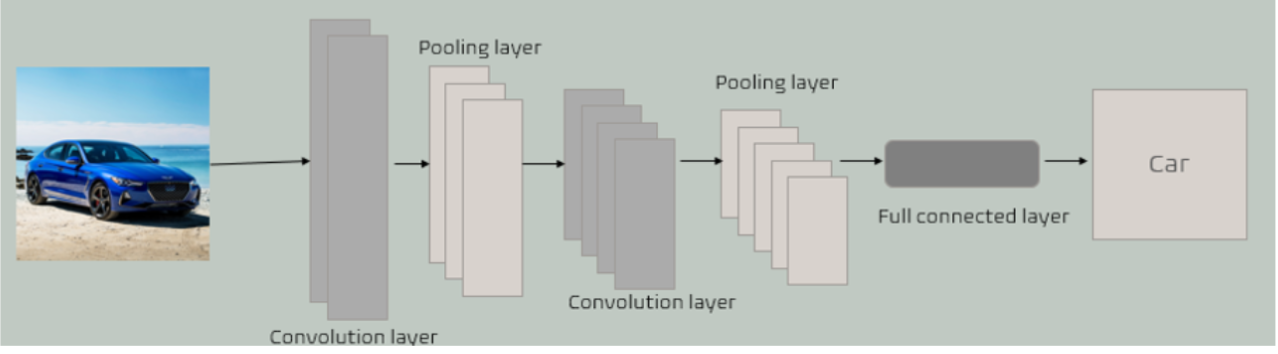 Convolution layer
Pooling layer
Convolution layer
Pooling layer
Full connected layer
Car